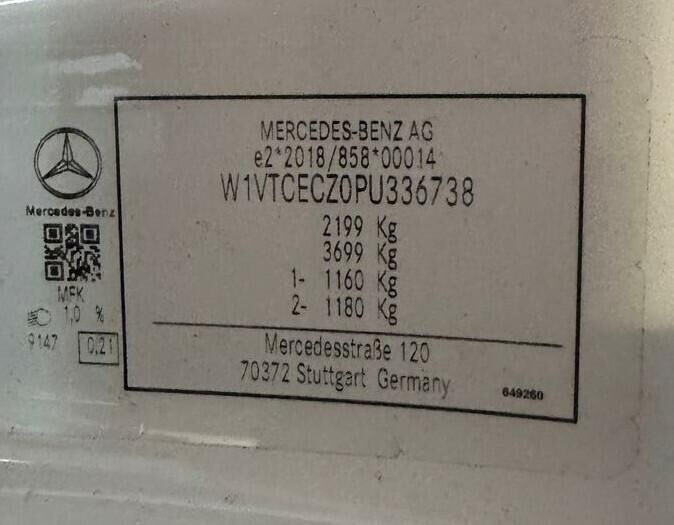 MERCEDES-BENZ AG
e2*2018/858*00014
W1VTCECZ0PU336738
2199 Kg
3699 Kg
1- 1160 Kg
2- 1180 Kg
Mercedesstraße 120
70372 Stuttgart Germany
649260
Mercedes-Benz
MFK
1,0 %
9147 0,21